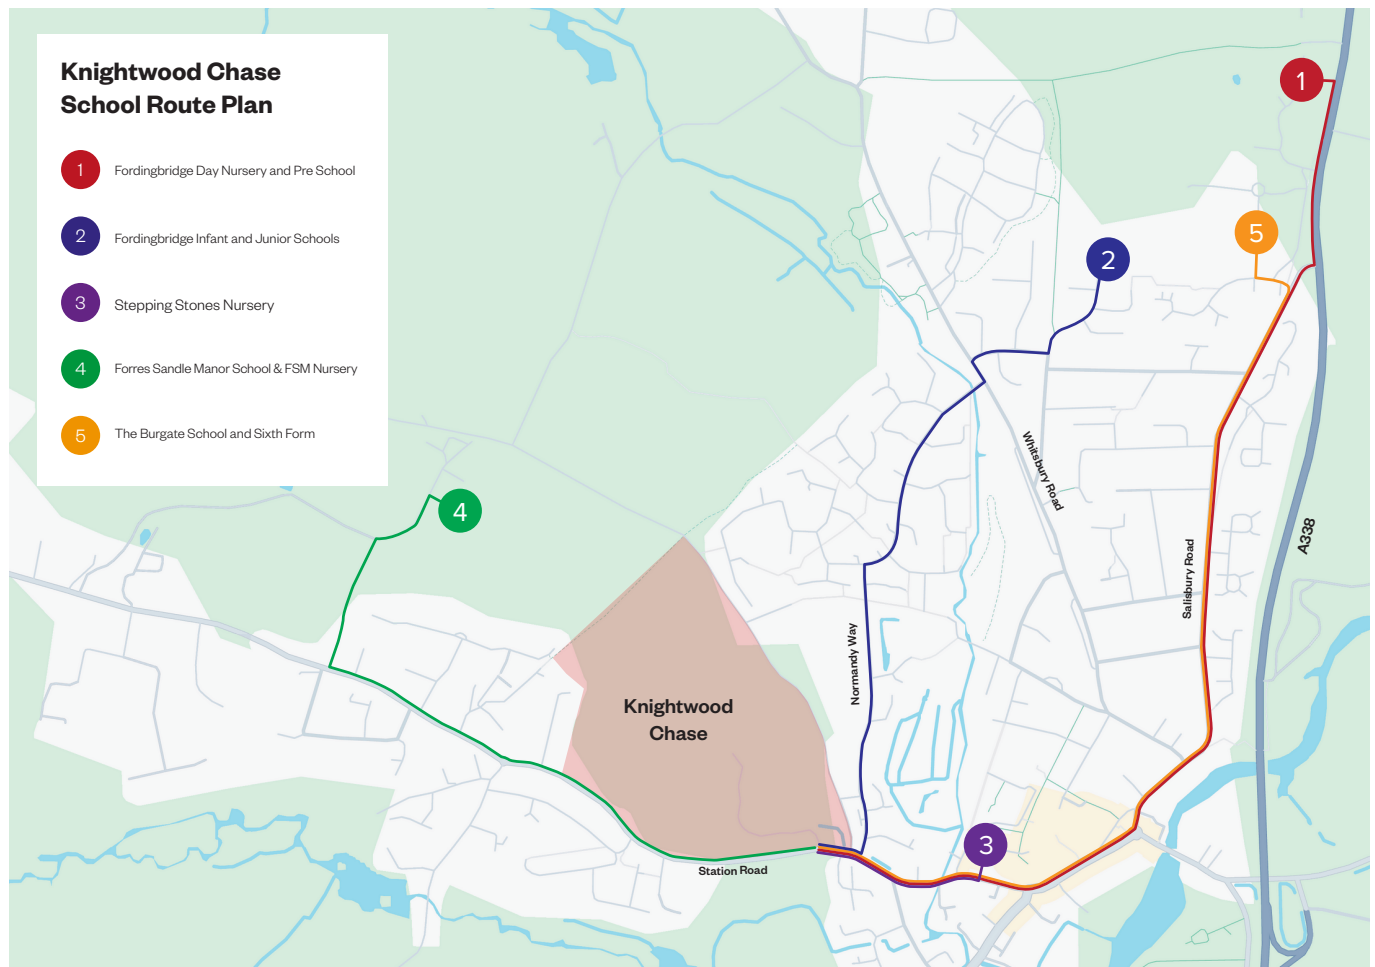 Knightwood Chase
School Route Plan
1
Fordingbridge Day Nursery and Pre School
2
Fordingbridge Infant and Junior Schools
3
Stepping Stones Nursery
4
Forres Sandle Manor School & FSM Nursery
5
The Burgate School and Sixth Form
1
5
2
Whitsbury Road
4
A338
Salisbury Road
Normandy Way
Knightwood
Chase
3
Station Road